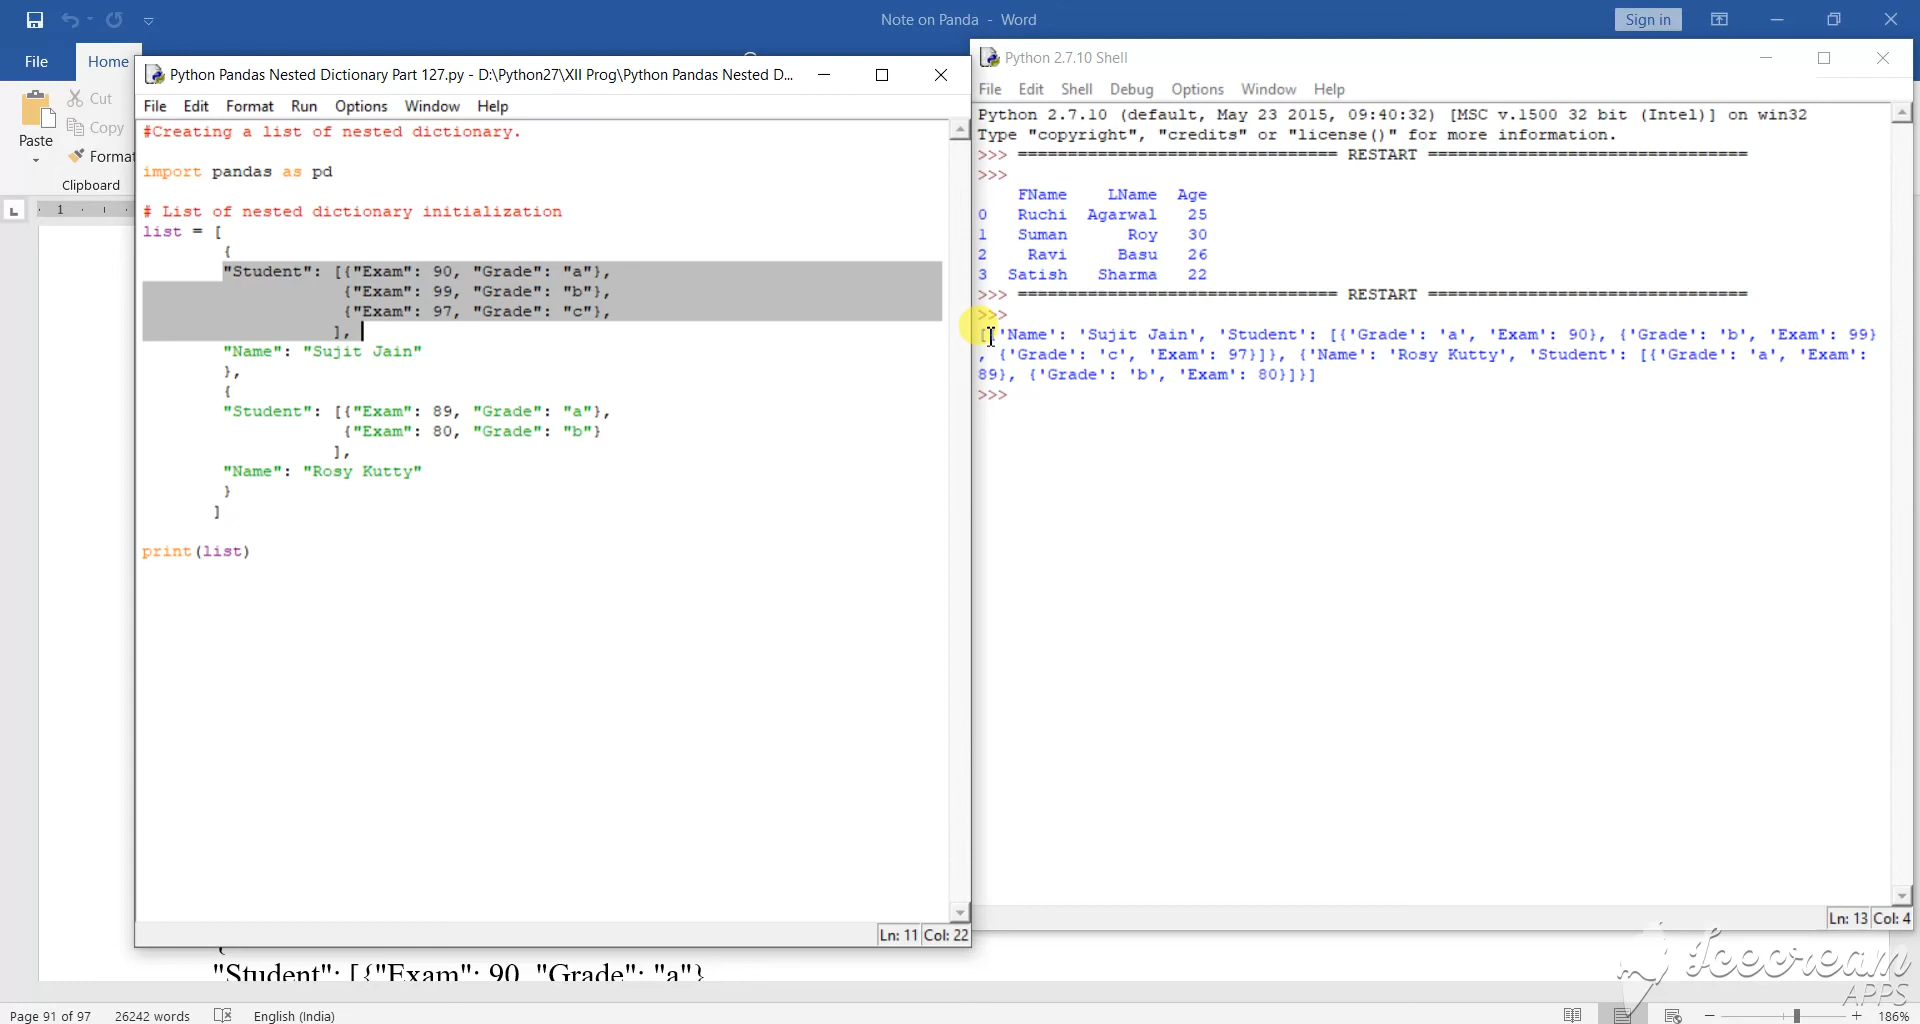 Note on Panda - Word
Sign in
File
Home
Cut
Copy
Paste
Format
Clipboard
1
Python Pandas Nested Dictionary Part 127.py - D:\Python27\XII Prog\Python Pandas Nested D...
File Edit Format Run Options Window Help
#Creating a list of nested dictionary.
import pandas as pd
# List of nested dictionary initialization
list = [
{
"Student": [{"Exam": 90, "Grade": "a"},
{"Exam": 99, "Grade": "b"},
{"Exam": 97, "Grade": "c"},
],
"Name": "Sujit Jain"
},
{
"Student": [{"Exam": 89, "Grade": "a"},
{"Exam": 80, "Grade": "b"}
],
"Name": "Rosy Kutty"
}
]
print(list)
Ln: 11 Col: 22
Python 2.7.10 Shell
File Edit Shell Debug Options Window Help
Python 2.7.10 (default, May 23 2015, 09:40:32) [MSC v.1500 32 bit (Intel)] on win32
Type "copyright", "credits" or "license()" for more information.
>>> ================================ RESTART ================================
>>>
FName LName Age
0 Ruchi Agarwal 25
1 Suman Roy 30
2 Ravi Basu 26
3 Satish Sharma 22
>>> ================================ RESTART ================================
>>>
[{'Name': 'Sujit Jain', 'Student': [{'Grade': 'a', 'Exam': 90}, {'Grade': 'b', 'Exam': 99}
, {'Grade': 'c', 'Exam': 97}]}, {'Name': 'Rosy Kutty', 'Student': [{'Grade': 'a', 'Exam':
89}, {'Grade': 'b', 'Exam': 80}]}]
>>>
Ln: 13 Col: 4
"Student": [{"Exam": 90, "Grade": "a"},
Icecream
APPS
Page 91 of 97 26242 words English (India) 186%